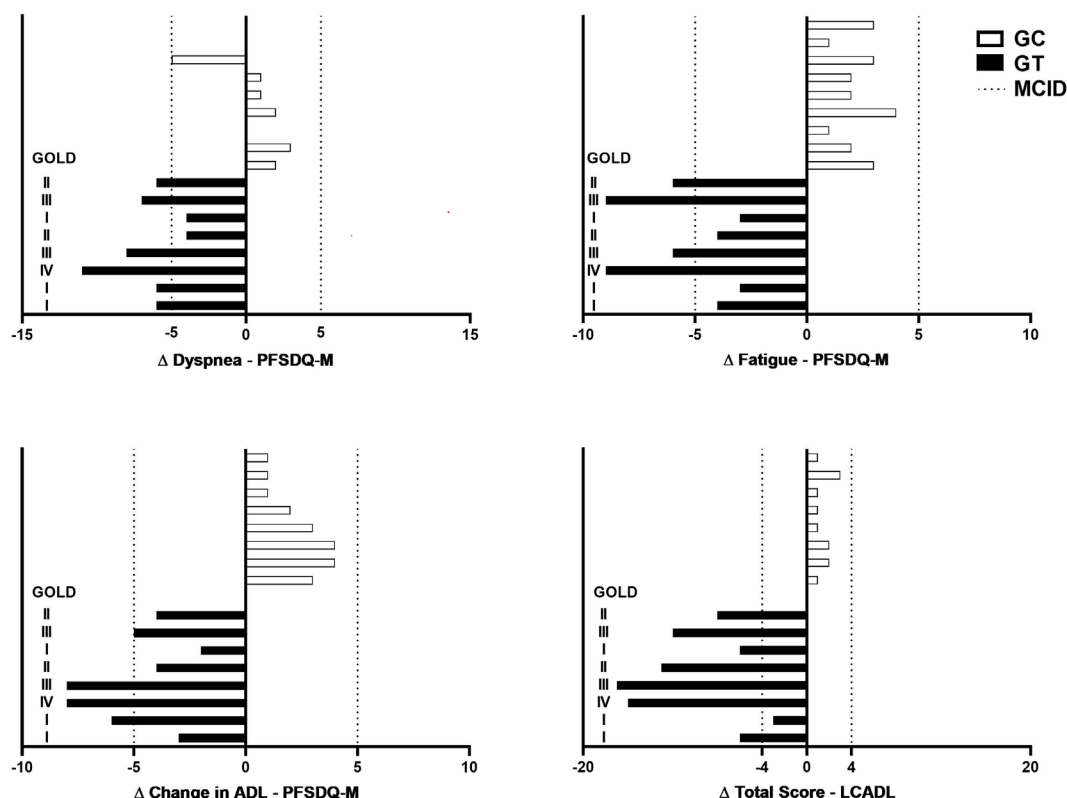 GC
GT
MCID
GOLD
II
III
I
II
III
IV
I
I
-15
-5
0
5
15
Δ Dyspnea - PFSDQ-M
GOLD
II
III
I
II
III
IV
I
I
-10
-5
0
5
10
Δ Fatigue - PFSDQ-M
GOLD
II
III
I
II
III
IV
I
I
-10
-5
0
5
10
Δ Change in ADL - PFSDQ-M
GOLD
II
III
I
II
III
IV
I
I
-20
-4
0
4
20
Δ Total Score - LCADL